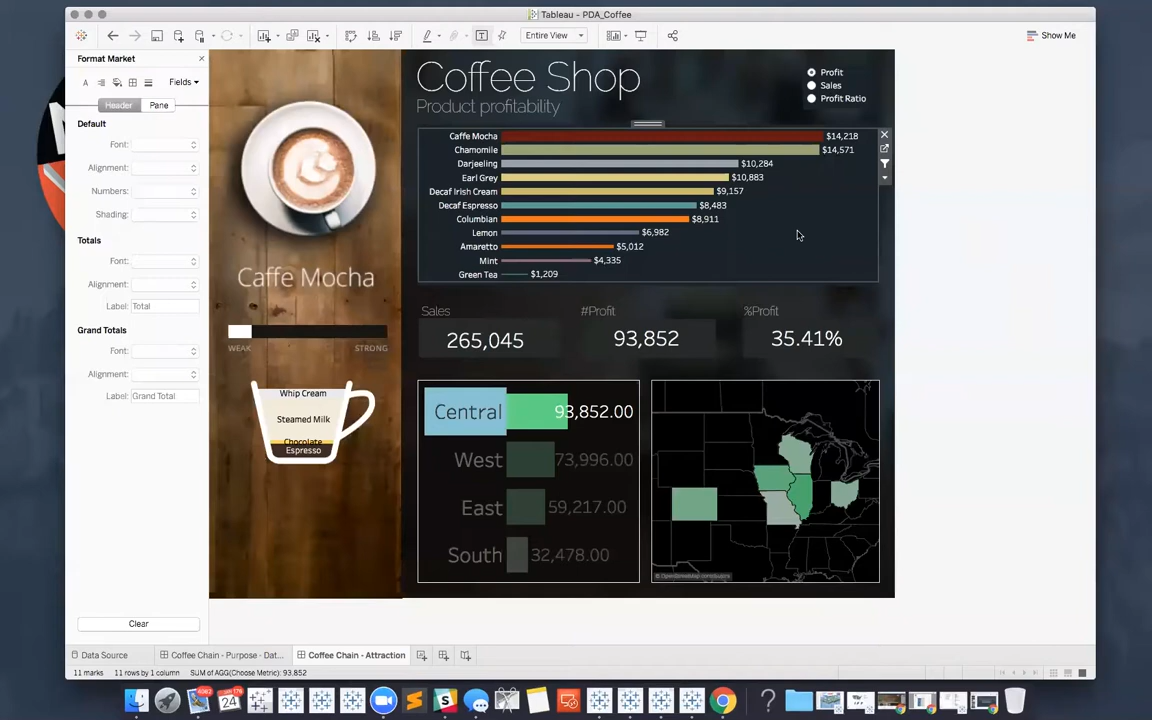 Tableau - PDA_Coffee
Entire View
Show Me
Format Market
Fields
Header Pane
Default
Font:
Alignment:
Numbers:
Shading:
Totals
Font:
Alignment:
Label: Total
Grand Totals
Font:
Alignment:
Label: Grand Total
Clear
Caffe Mocha
WEAK STRONG
Whip Cream
Steamed Milk
Chocolate
Espresso
Coffee Shop
Product profitability
Profit
Sales
Profit Ratio
Caffe Mocha $14,218
Chamomile $14,571
Darjeeling $10,284
Earl Grey $10,883
Decaf Irish Cream $9,157
Decaf Espresso $8,483
Columbian $8,911
Lemon $6,982
Amaretto $5,012
Mint $4,335
Green Tea $1,209
Sales #Profit %Profit
265,045 93,852 35.41%
Central 93,852.00
West 73,996.00
East 59,217.00
South 32,478.00
Data Source Coffee Chain - Purpose - Dat... Coffee Chain - Attraction
11 marks 11 rows by 1 column SUM of AGG(Choose Metric): 93,852
24